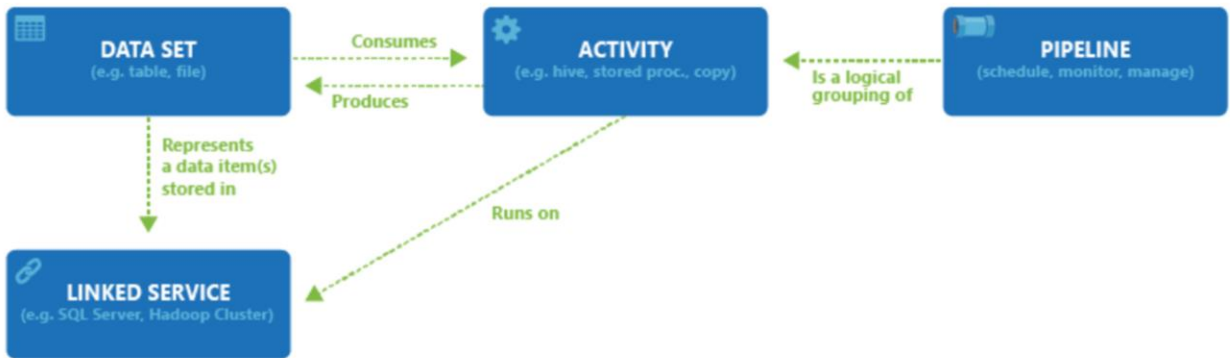 DATA SET
(e.g. table, file)
Consumes
Produces
ACTIVITY
(e.g. hive, stored proc., copy)
Is a logical
grouping of
PIPELINE
(schedule, monitor, manage)
Represents
a data item(s)
stored in
Runs on
LINKED SERVICE
(e.g. SQL Server, Hadoop Cluster)